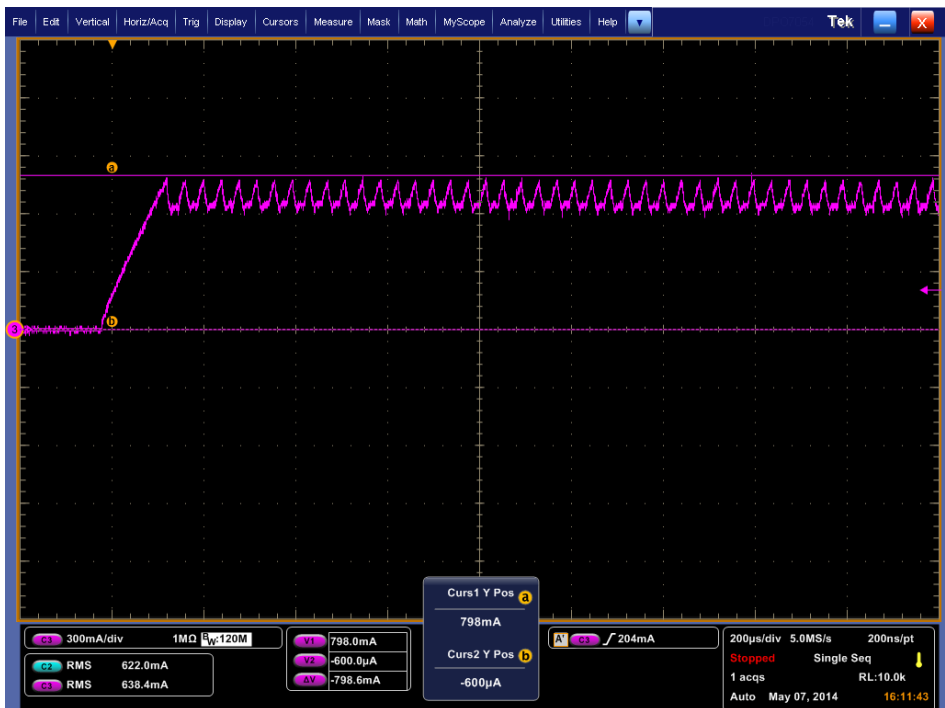 File Edit Vertical Horiz/Acq Trig Display Cursors Measure Mask Math MyScope Analyze Utilities Help Tek X
a
b
3
Curs1 Y Pos a
798mA
Curs2 Y Pos b
-600µA
C3 300mA/div 1MΩ BW:120M
C2 RMS 622.0mA
C3 RMS 638.4mA
V1 798.0mA
V2 -600.0µA
ΔV -798.6mA
A' C3 204mA
200µs/div 5.0MS/s 200ns/pt
Stopped Single Seq
1 acqs RL:10.0k
Auto May 07, 2014 16:11:43